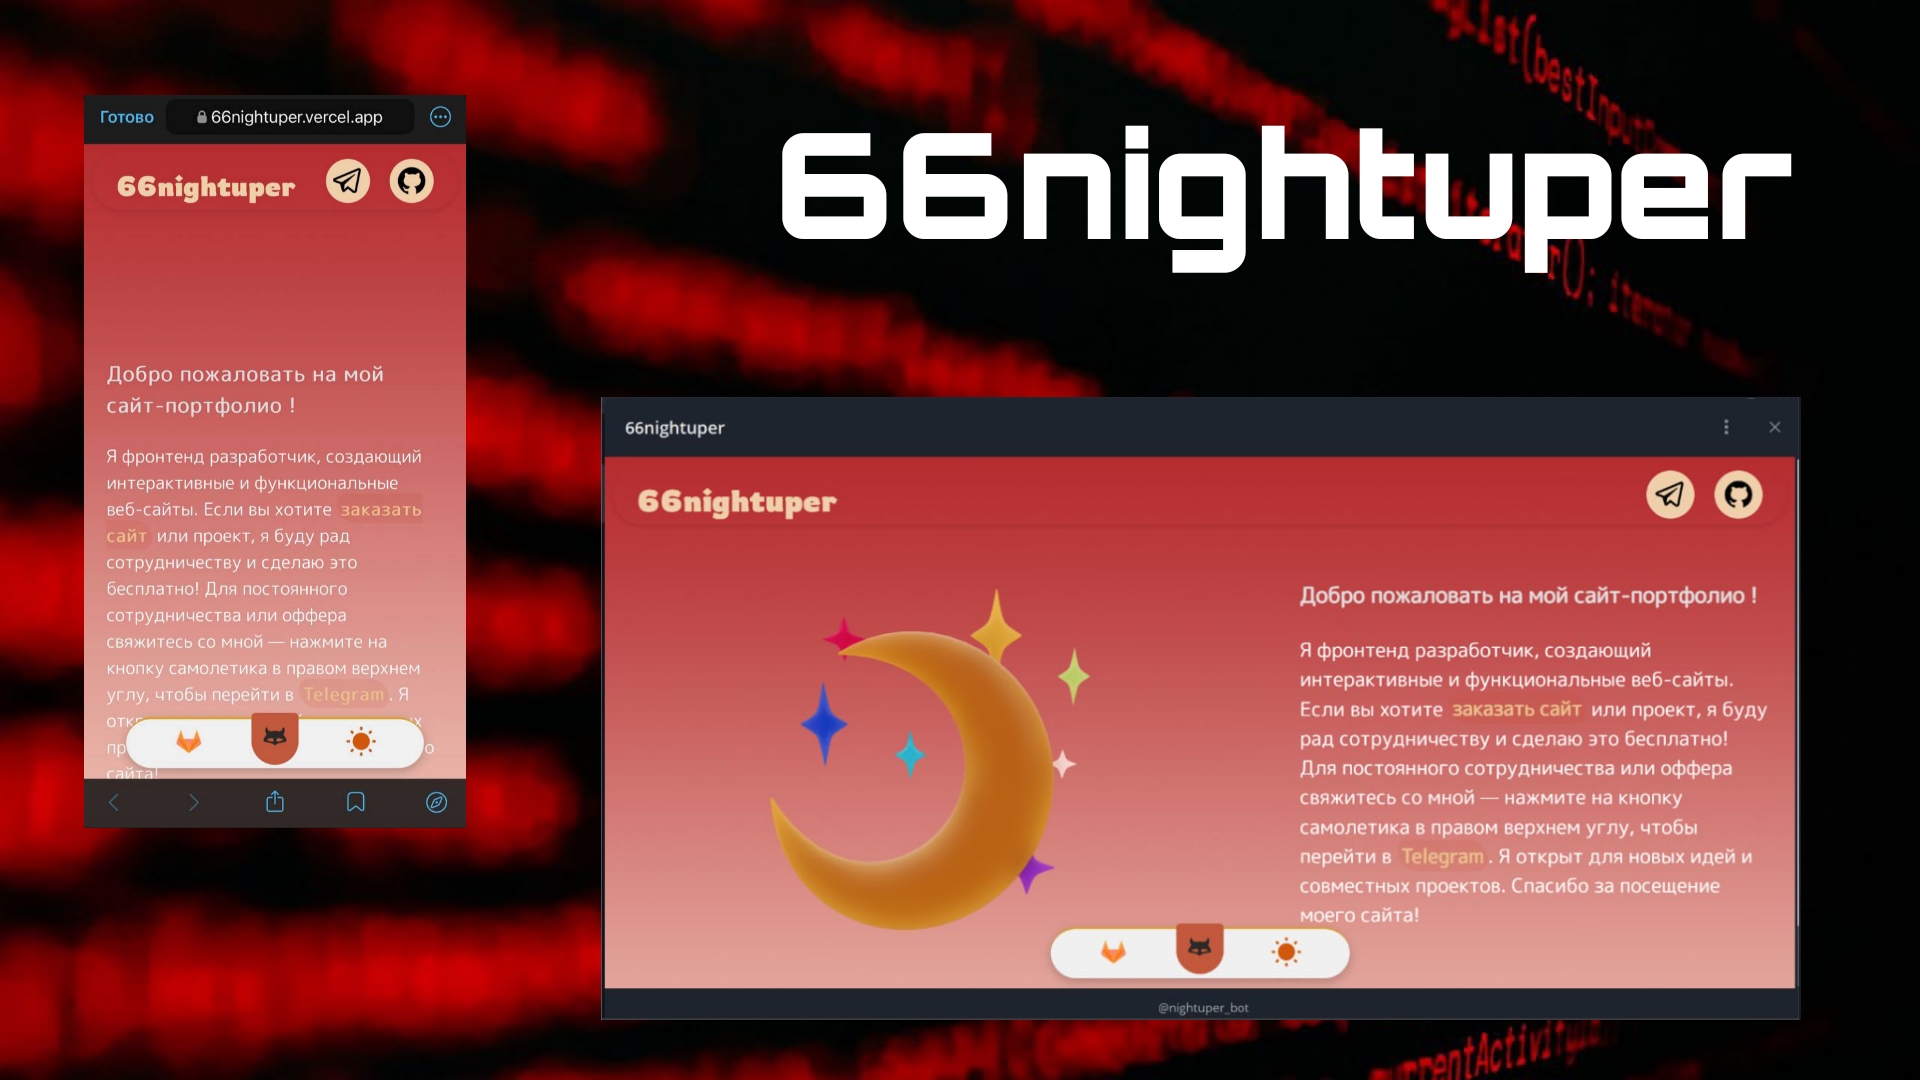 66nightuper
Готово
66nightuper.vercel.app
66nightuper
Добро пожаловать на мой
сайт-портфолио !
Я фронтенд разработчик, создающий
интерактивные и функциональные
веб-сайты. Если вы хотите заказать
сайт или проект, я буду рад
сотрудничеству и сделаю это
бесплатно! Для постоянного
сотрудничества или оффера
свяжитесь со мной — нажмите на
кнопку самолетика в правом верхнем
углу, чтобы перейти в Telegram . Я
сайта!
66nightuper
66nightuper
Добро пожаловать на мой сайт-портфолио !
Я фронтенд разработчик, создающий
интерактивные и функциональные веб-сайты.
Если вы хотите заказать сайт или проект, я буду
рад сотрудничеству и сделаю это бесплатно!
Для постоянного сотрудничества или оффера
свяжитесь со мной — нажмите на кнопку
самолетика в правом верхнем углу, чтобы
перейти в Telegram . Я открыт для новых идей и
совместных проектов. Спасибо за посещение
моего сайта!
@nightuper_bot